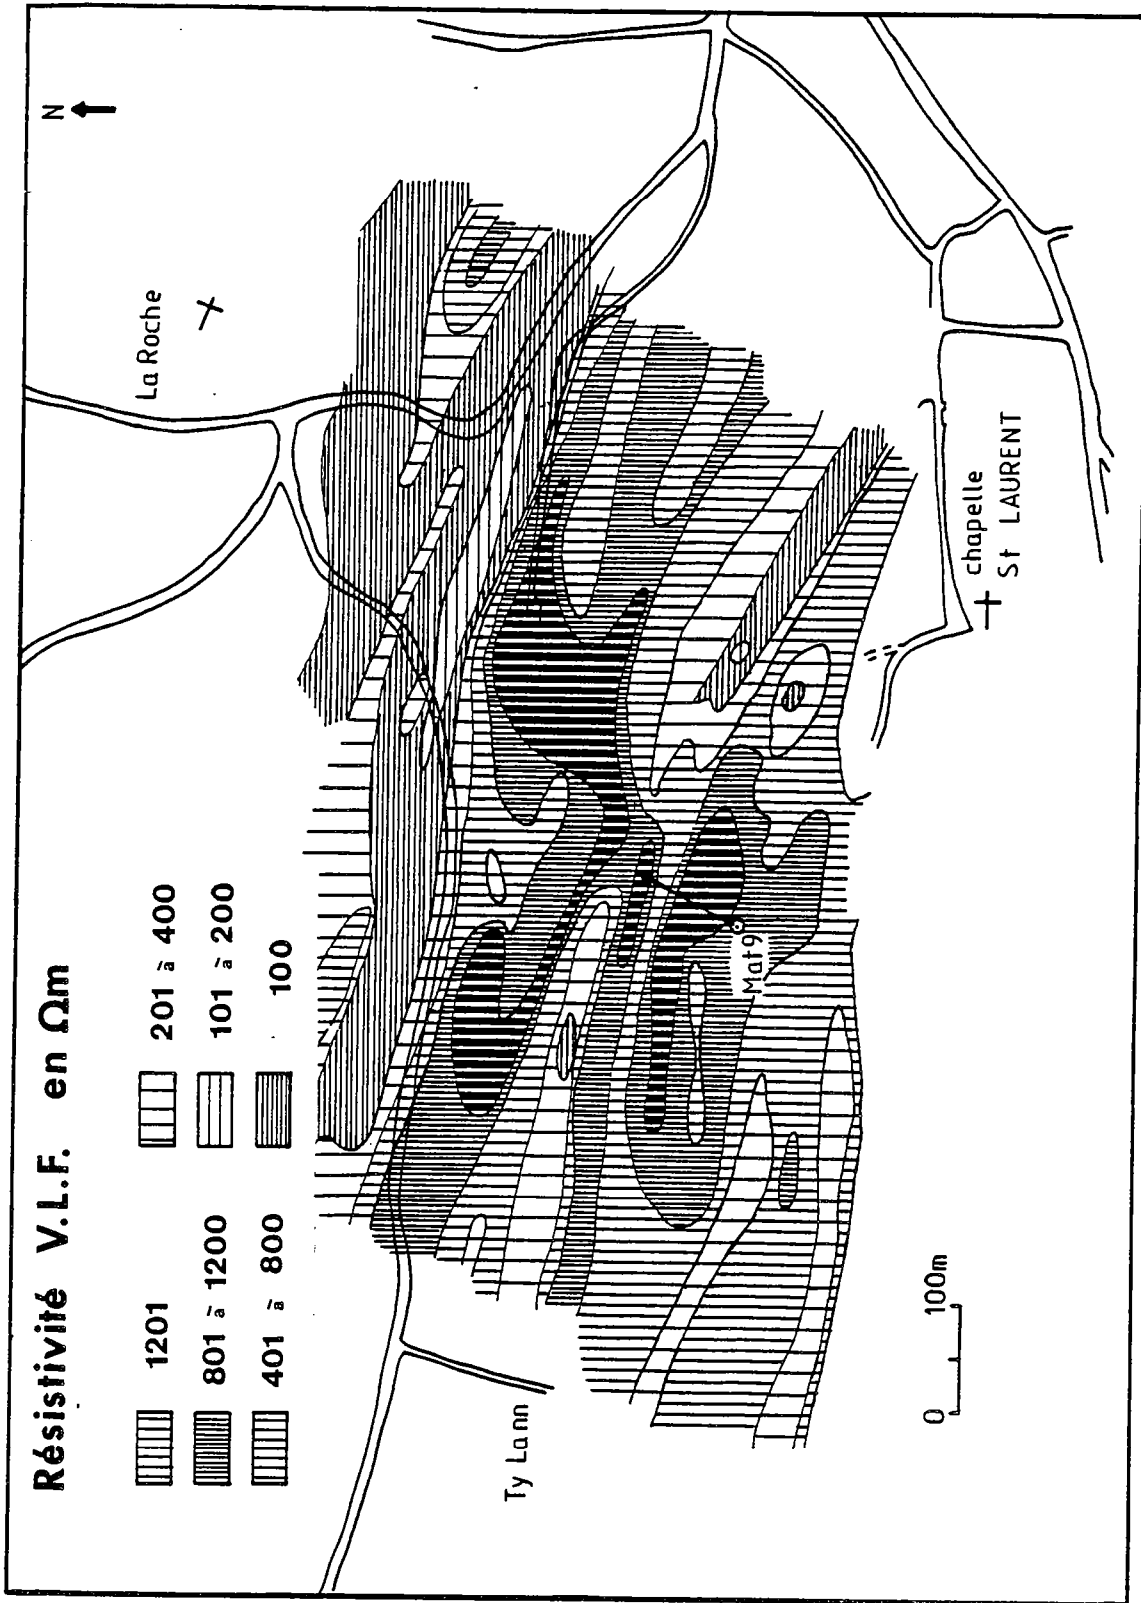 Résistivité V.L.F. en Ωm
1201
801 à 1200
401 à 800
201 à 400
101 à 200
100
N
La Roche
Ty Lann
Mat 9
chapelle
St LAURENT
0 100m